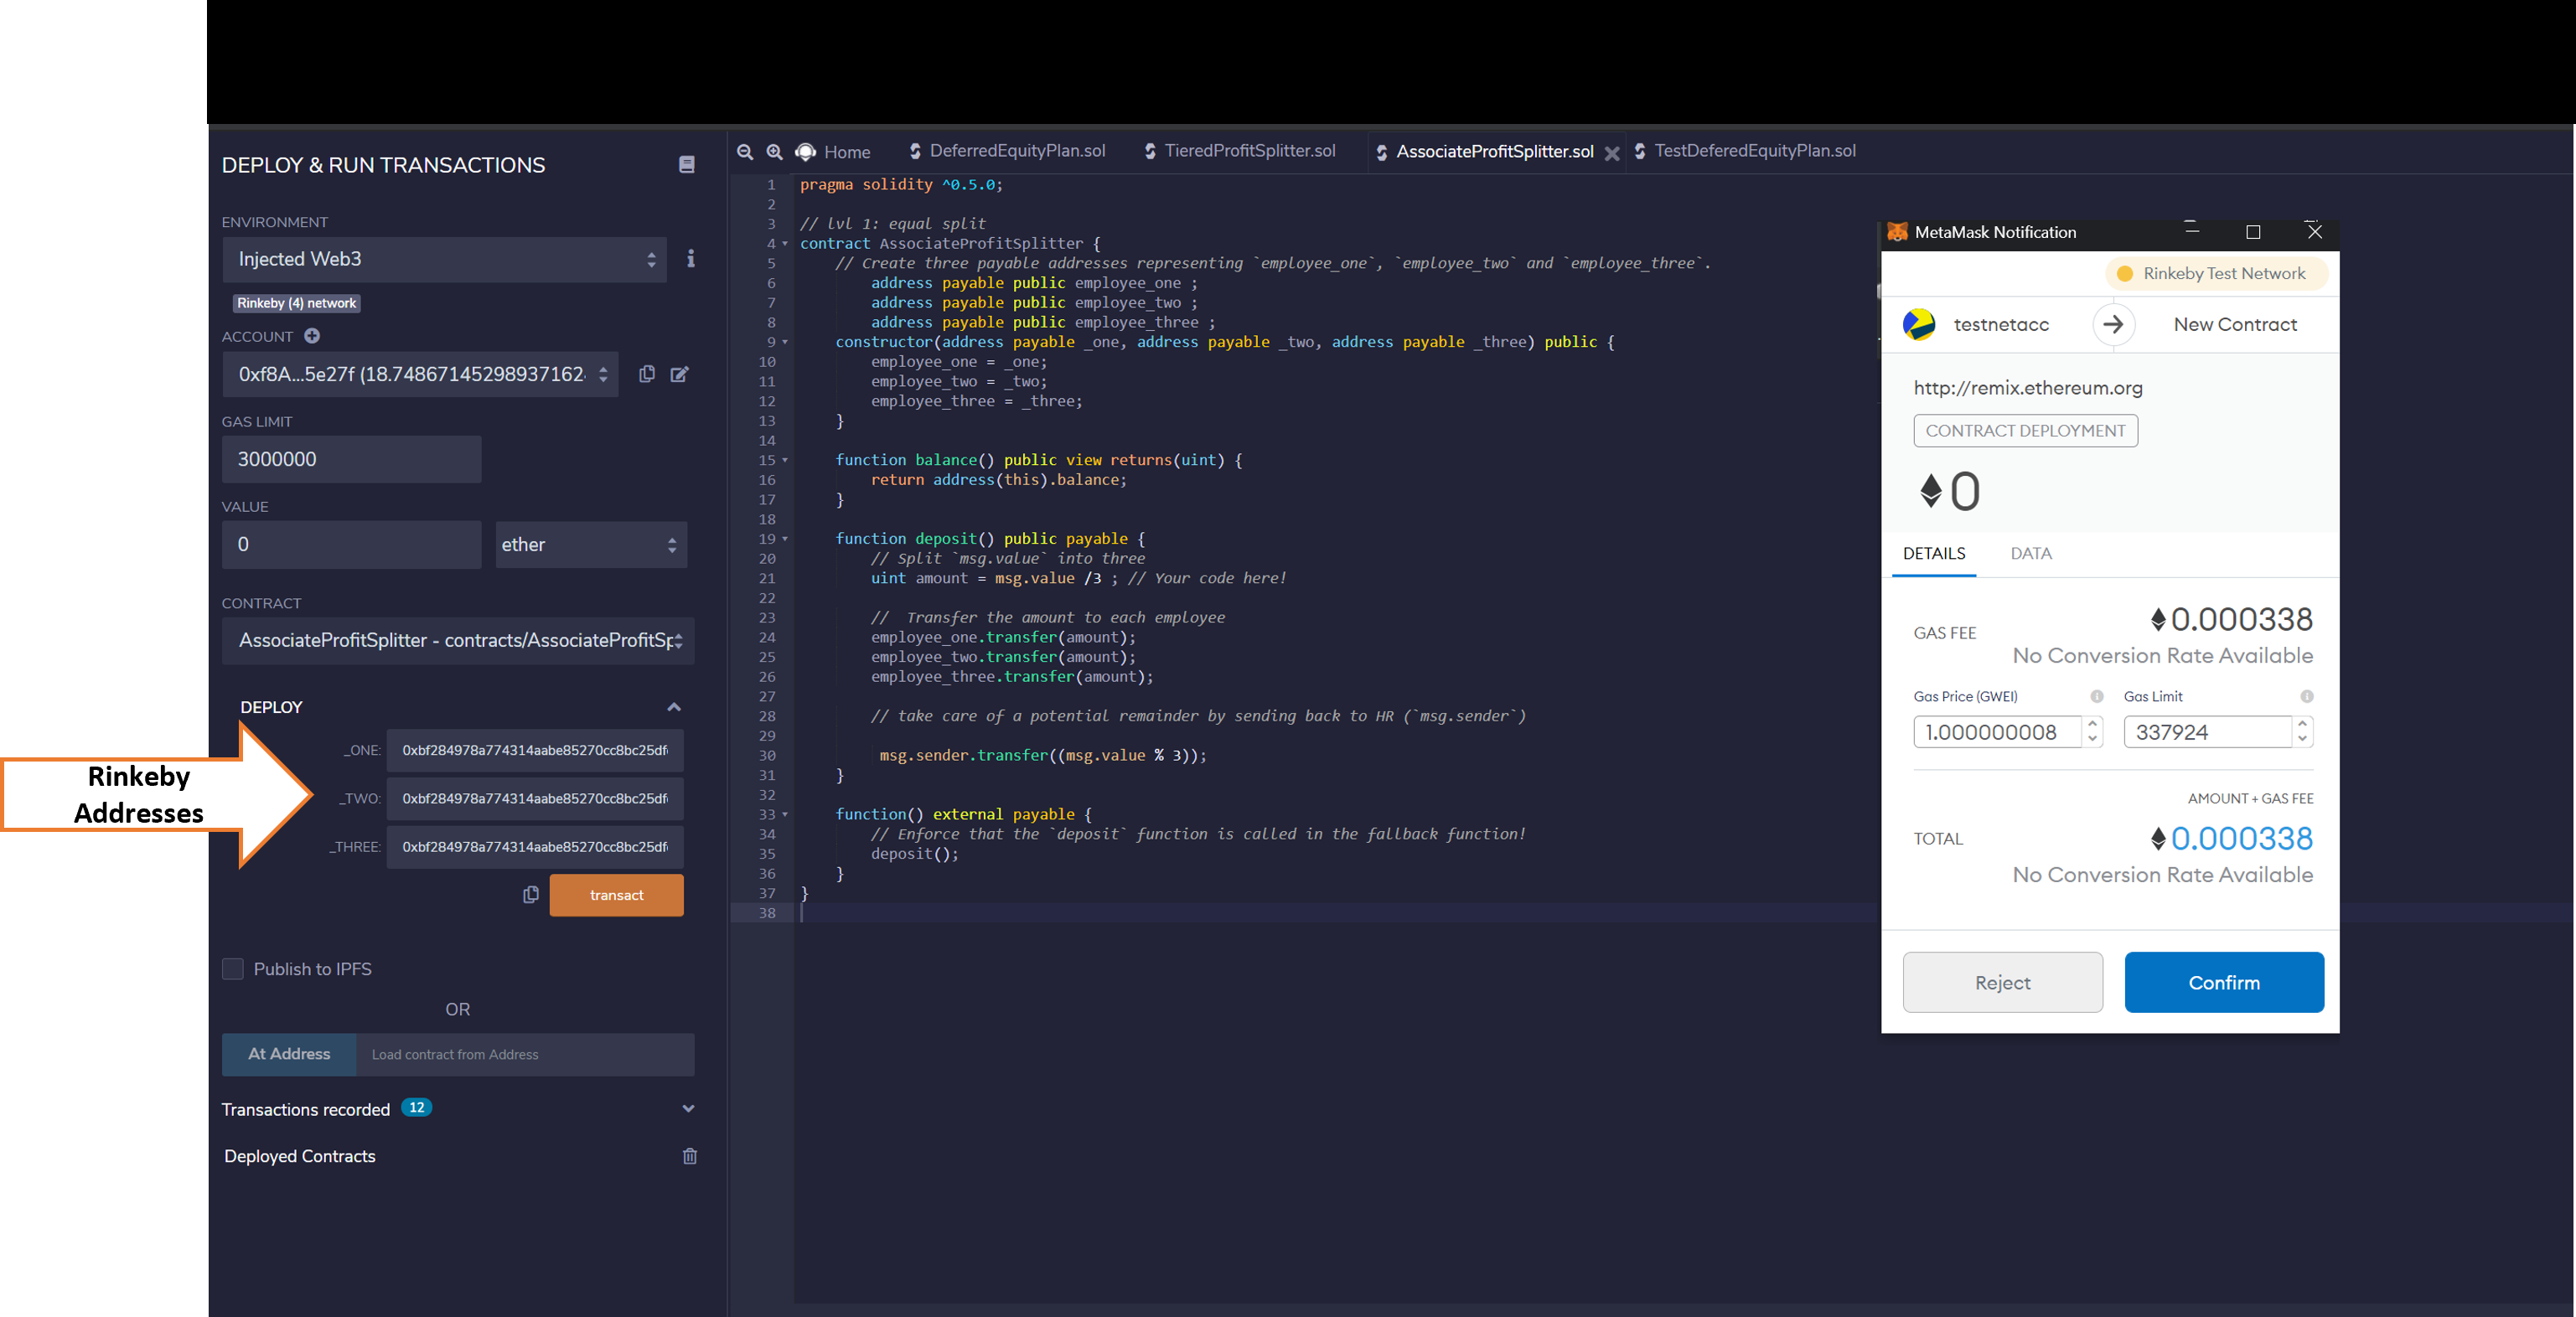 DEPLOY & RUN TRANSACTIONS
ENVIRONMENT
Injected Web3
Rinkeby (4) network
ACCOUNT
0xf8A...5e27f (18.74867145298937162
GAS LIMIT
3000000
VALUE
0
ether
CONTRACT
AssociateProfitSplitter - contracts/AssociateProfitSp
DEPLOY
_ONE:
0xbf284978a774314aabe85270cc8bc25df
_TWO:
0xbf284978a774314aabe85270cc8bc25df
_THREE:
0xbf284978a774314aabe85270cc8bc25df
transact
Publish to IPFS
OR
At Address
Load contract from Address
Transactions recorded 12
Deployed Contracts
Rinkeby
Addresses
Home
DeferredEquityPlan.sol
TieredProfitSplitter.sol
AssociateProfitSplitter.sol
TestDeferedEquityPlan.sol
1 pragma solidity ^0.5.0;
2
3 // lvl 1: equal split
4 contract AssociateProfitSplitter {
5 // Create three payable addresses representing `employee_one`, `employee_two` and `employee_three`.
6 address payable public employee_one ;
7 address payable public employee_two ;
8 address payable public employee_three ;
9 constructor(address payable _one, address payable _two, address payable _three) public {
10 employee_one = _one;
11 employee_two = _two;
12 employee_three = _three;
13 }
14
15 function balance() public view returns(uint) {
16 return address(this).balance;
17 }
18
19 function deposit() public payable {
20 // Split `msg.value` into three
21 uint amount = msg.value /3 ; // Your code here!
22
23 //  Transfer the amount to each employee
24 employee_one.transfer(amount);
25 employee_two.transfer(amount);
26 employee_three.transfer(amount);
27
28 // take care of a potential remainder by sending back to HR (`msg.sender`)
29
30 msg.sender.transfer((msg.value % 3));
31 }
32
33 function() external payable {
34 // Enforce that the `deposit` function is called in the fallback function!
35 deposit();
36 }
37 }
38
MetaMask Notification
Rinkeby Test Network
testnetacc
New Contract
http://remix.ethereum.org
CONTRACT DEPLOYMENT
0
DETAILS
DATA
GAS FEE
0.000338
No Conversion Rate Available
Gas Price (GWEI)
Gas Limit
1.000000008
337924
AMOUNT + GAS FEE
TOTAL
0.000338
No Conversion Rate Available
Reject
Confirm